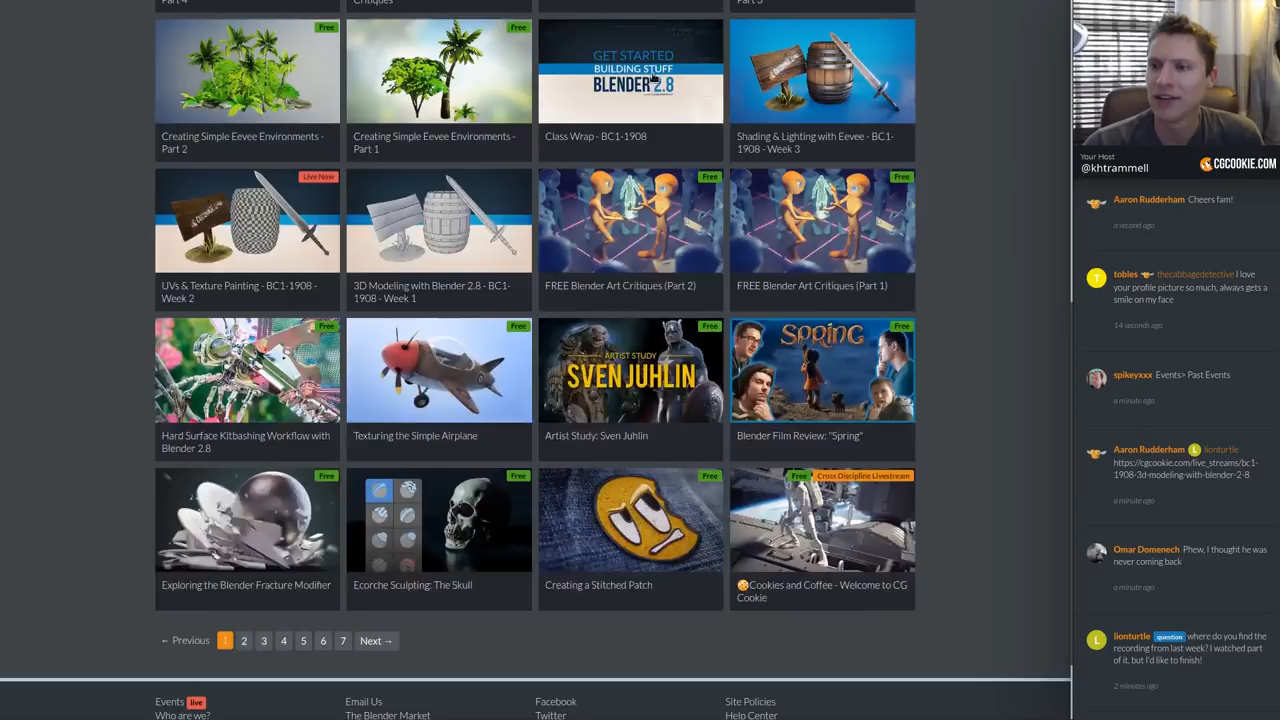 Part 4
Critiques
Part 3
Free
Free
GET STARTED
BUILDING STUFF
BLENDER 2.8
Creating Simple Eevee Environments -
Part 2
Creating Simple Eevee Environments -
Part 1
Class Wrap - BC1-1908
Shading & Lighting with Eevee - BC1-
1908 - Week 3
Live Now
Free
Free
UVs & Texture Painting - BC1-1908 -
Week 2
3D Modeling with Blender 2.8 - BC1-
1908 - Week 1
FREE Blender Art Critiques (Part 2)
FREE Blender Art Critiques (Part 1)
Free
Free
Free
ARTIST STUDY
SVEN JUHLIN
Free
SPRING
Hard Surface Kitbashing Workflow with
Blender 2.8
Texturing the Simple Airplane
Artist Study: Sven Juhlin
Blender Film Review: "Spring"
Free
Free
Free
Free
Cross Discipline Livestream
Exploring the Blender Fracture Modifier
Ecorche Sculpting: The Skull
Creating a Stitched Patch
🍪Cookies and Coffee - Welcome to CG
Cookie
← Previous 1 2 3 4 5 6 7 Next →
Events live
Who are we?
Email Us
The Blender Market
Facebook
Twitter
Site Policies
Help Center
Your Host
@khtrammell
CGCOOKIE.COM
Aaron Rudderham Cheers fam!
a second ago
T
tobles thecabbagedetective I love
your profile picture so much, always gets a
smile on my face
14 seconds ago
spikeyxxx Events> Past Events
a minute ago
Aaron Rudderham L lionturtle
https://cgcookie.com/live_streams/bc1-
1908-3d-modeling-with-blender-2-8
a minute ago
Omar Domenech Phew, I thought he was
never coming back
a minute ago
L
lionturtle question where do you find the
recording from last week? I watched part
of it, but I'd like to finish!
2 minutes ago